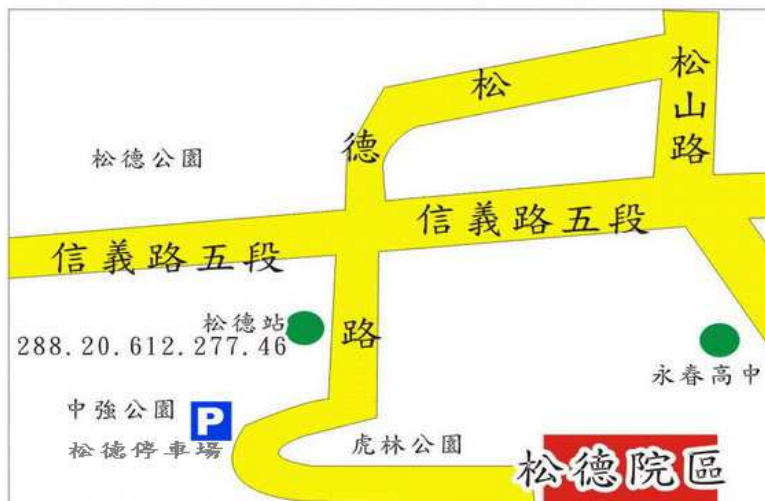 松
松山路
德
松德公園
信義路五段
信義路五段
松德站
288.20.612.277.46
路
永春高中
中強公園
P
松德停車場
虎林公園
松德院區